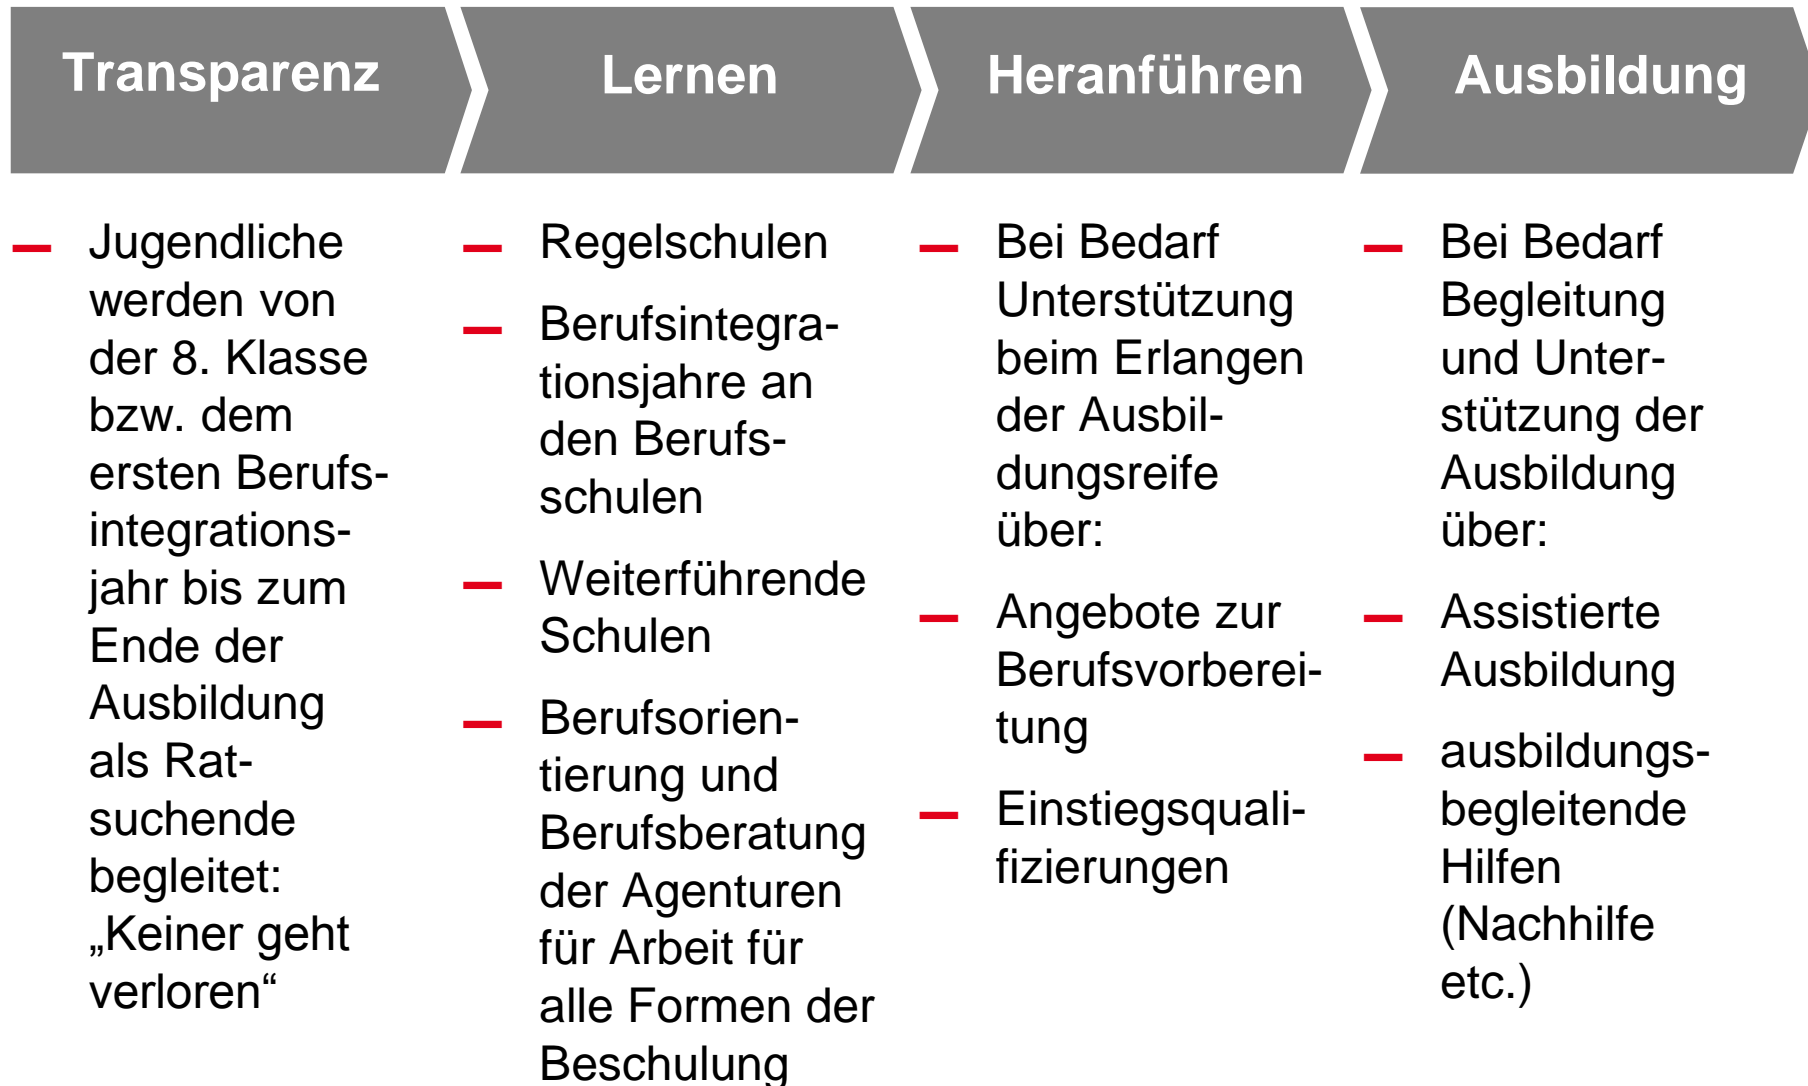 Transparenz
Lernen
Heranführen
Ausbildung
– Jugendliche
werden von
der 8. Klasse
bzw. dem
ersten Berufs-
integrations-
jahr bis zum
Ende der
Ausbildung
als Rat-
suchende
begleitet:
„Keiner geht
verloren“
– Regelschulen
– Berufsintegra-
tionsjahre an
den Berufs-
schulen
– Weiterführende
Schulen
– Berufsorien-
tierung und
Berufsberatung
der Agenturen
für Arbeit für
alle Formen der
Beschulung
– Bei Bedarf
Unterstützung
beim Erlangen
der Ausbil-
dungsreife
über:
– Angebote zur
Berufsvorberei-
tung
– Einstiegsquali-
fizierungen
– Bei Bedarf
Begleitung
und Unter-
stützung der
Ausbildung
über:
– Assistierte
Ausbildung
– ausbildungs-
begleitende
Hilfen
(Nachhilfe
etc.)